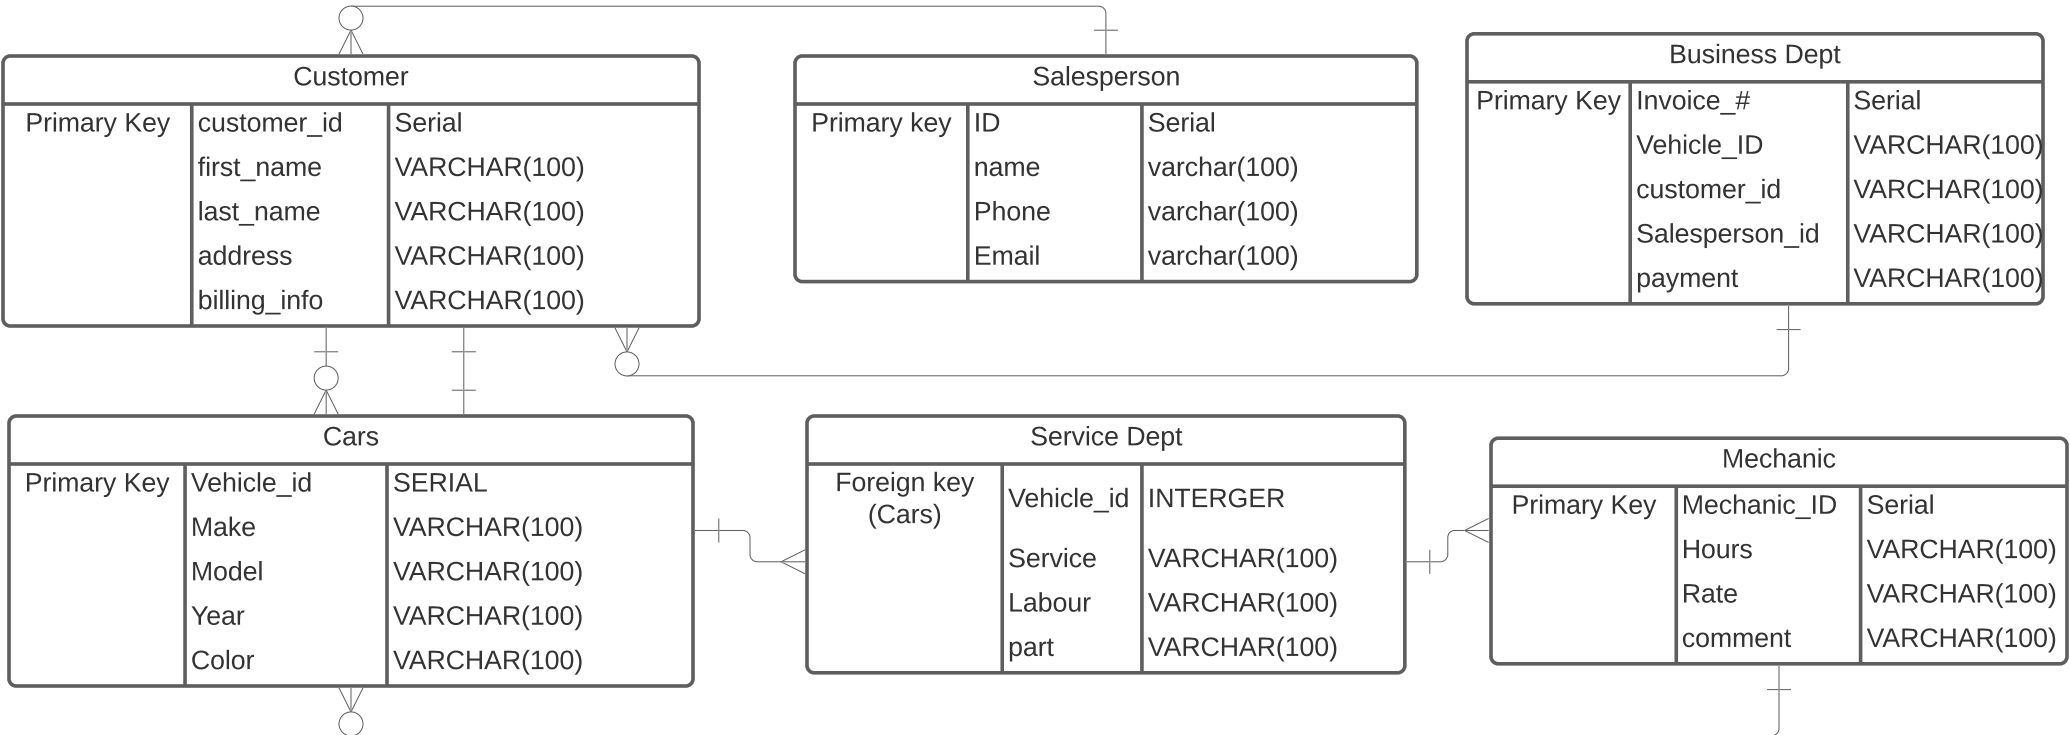 Customer
Primary Key customer_id Serial
first_name VARCHAR(100)
last_name VARCHAR(100)
address VARCHAR(100)
billing_info VARCHAR(100)
Salesperson
Primary key ID Serial
name varchar(100)
Phone varchar(100)
Email varchar(100)
Business Dept
Primary Key Invoice_# Serial
Vehicle_ID VARCHAR(100)
customer_id VARCHAR(100)
Salesperson_id VARCHAR(100)
payment VARCHAR(100)
Cars
Primary Key Vehicle_id SERIAL
Make VARCHAR(100)
Model VARCHAR(100)
Year VARCHAR(100)
Color VARCHAR(100)
Service Dept
Foreign key
(Cars) Vehicle_id INTERGER
Service VARCHAR(100)
Labour VARCHAR(100)
part VARCHAR(100)
Mechanic
Primary Key Mechanic_ID Serial
Hours VARCHAR(100)
Rate VARCHAR(100)
comment VARCHAR(100)